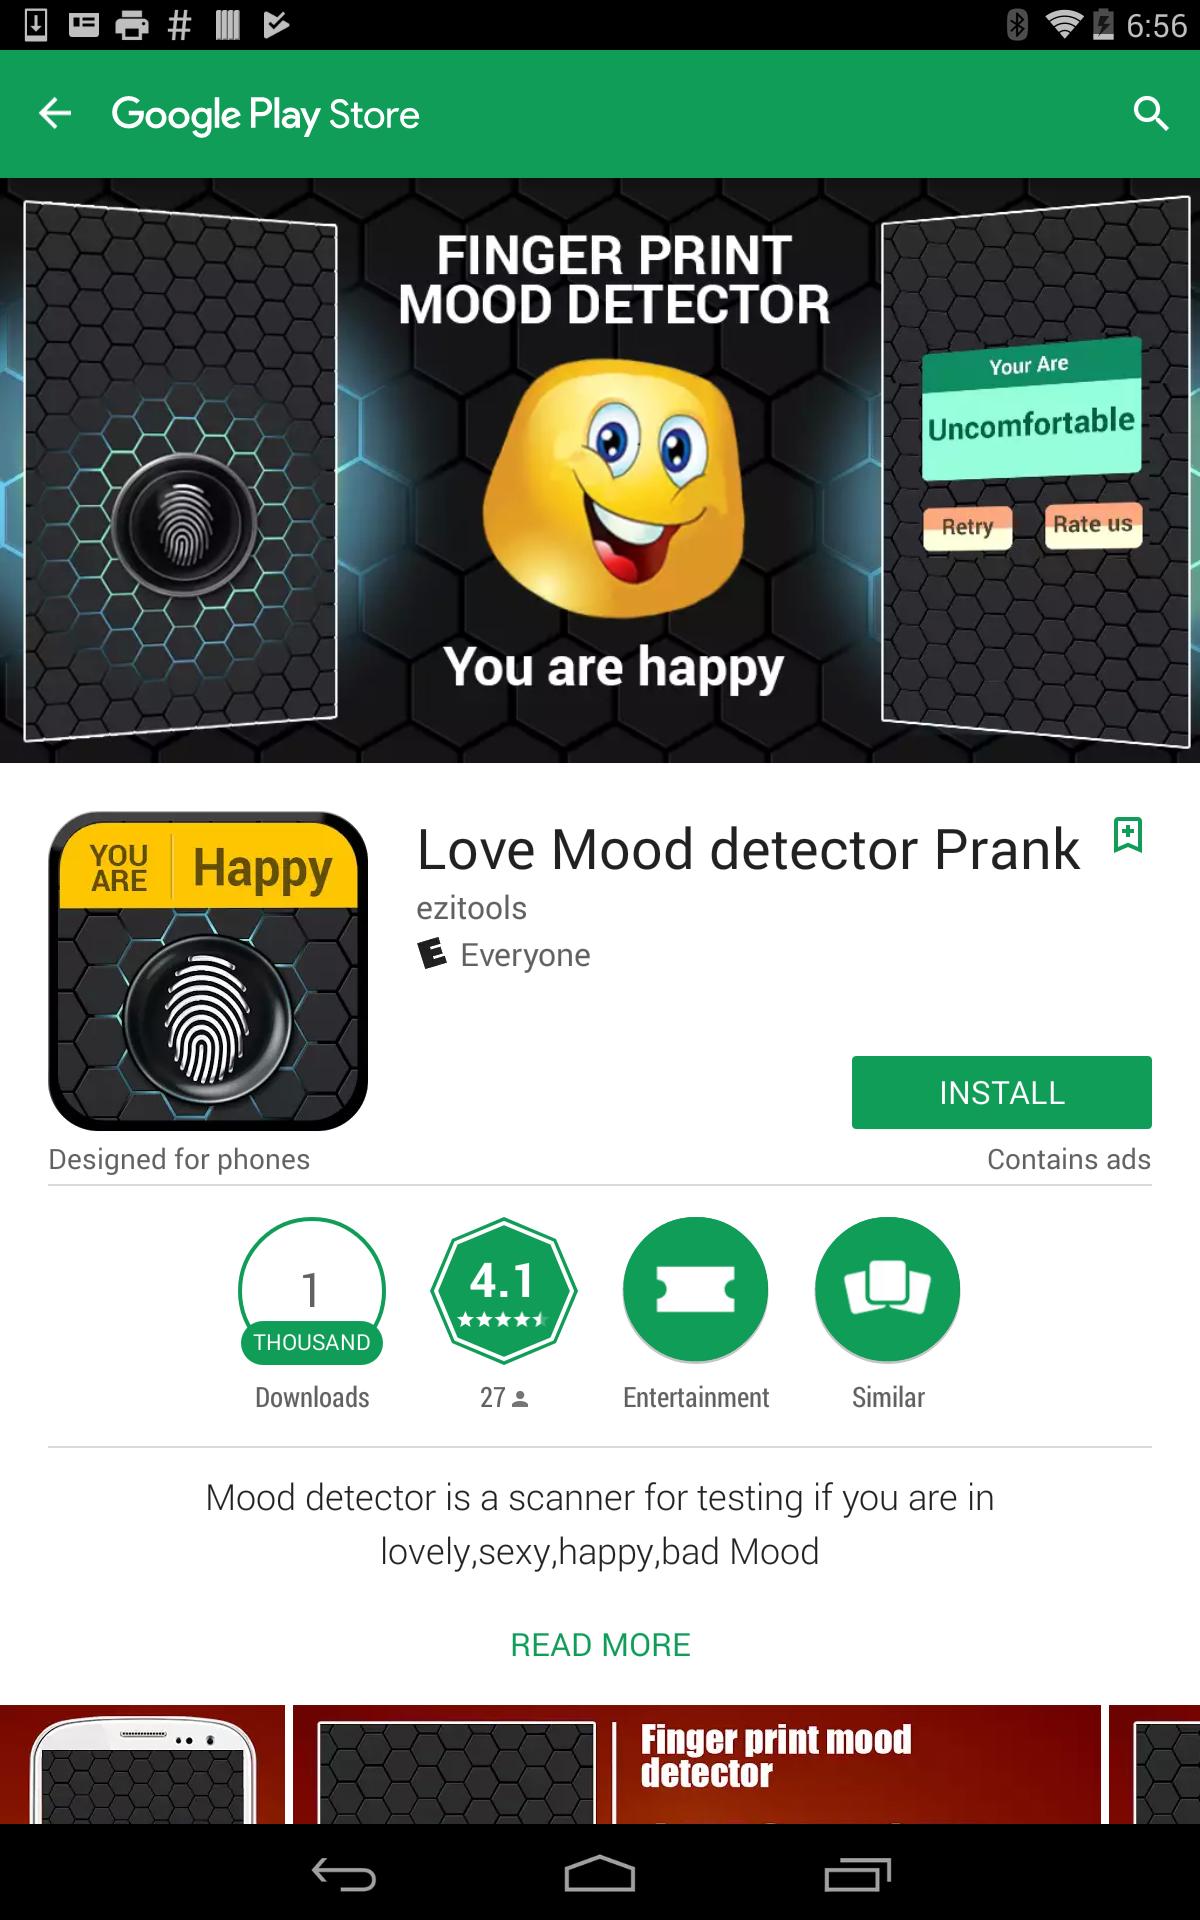 6:56
Google Play Store
FINGER PRINT
MOOD DETECTOR
Your Are
Uncomfortable
Retry
Rate us
You are happy
YOU
ARE
Happy
Love Mood detector Prank
ezitools
E Everyone
INSTALL
Designed for phones
Contains ads
1
THOUSAND
Downloads
4.1
27
Entertainment
Similar
Mood detector is a scanner for testing if you are in
lovely,sexy,happy,bad Mood
READ MORE
Finger print mood
detector